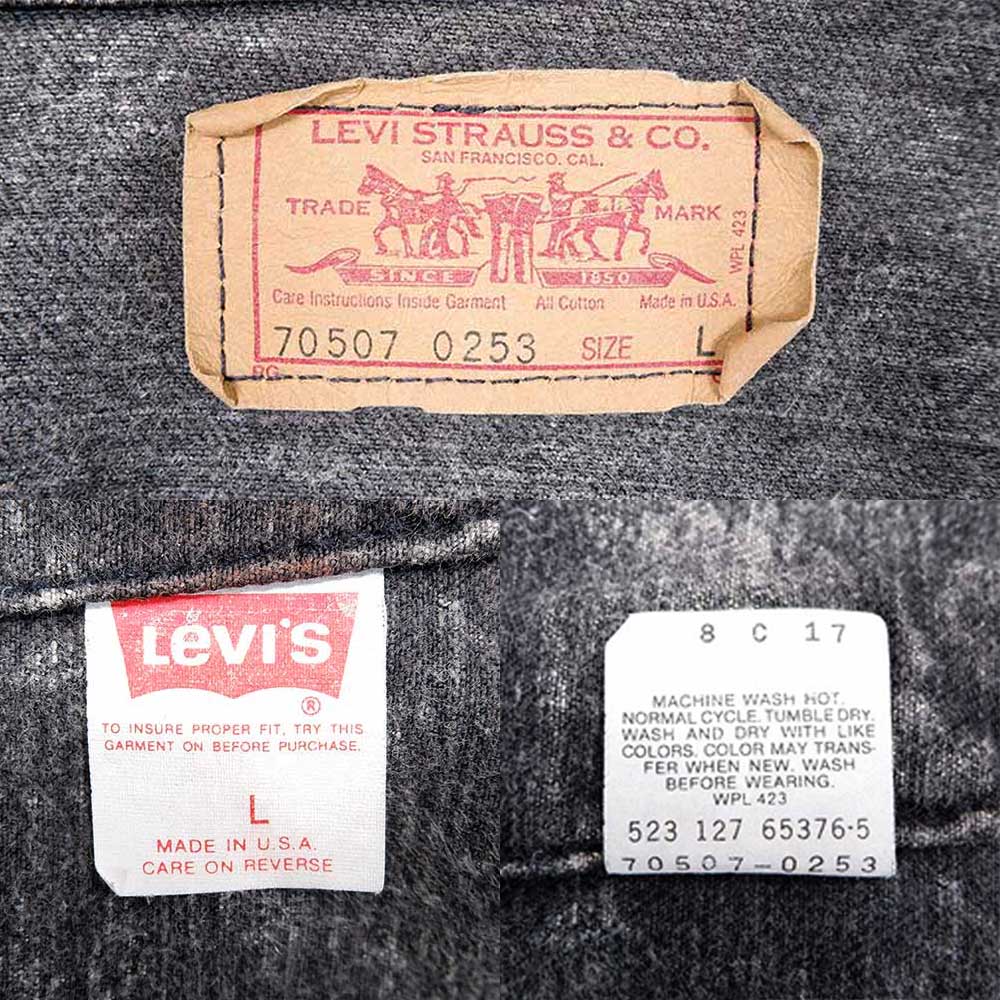 LEVI STRAUSS & CO.
SAN FRANCISCO. CAL.
TRADE MARK
WPL 423
SINCE 1850
Care Instructions Inside Garment All Cotton Made in U.S.A.
70507 0253 SIZE L
RG
Levi's
®
TO INSURE PROPER FIT, TRY THIS
GARMENT ON BEFORE PURCHASE.
L
MADE IN U.S.A.
CARE ON REVERSE
8 C 17
MACHINE WASH HOT,
NORMAL CYCLE. TUMBLE DRY.
WASH AND DRY WITH LIKE
COLORS. COLOR MAY TRANS-
FER WHEN NEW. WASH
BEFORE WEARING.
WPL 423
523 127 65376-5
70507-0253